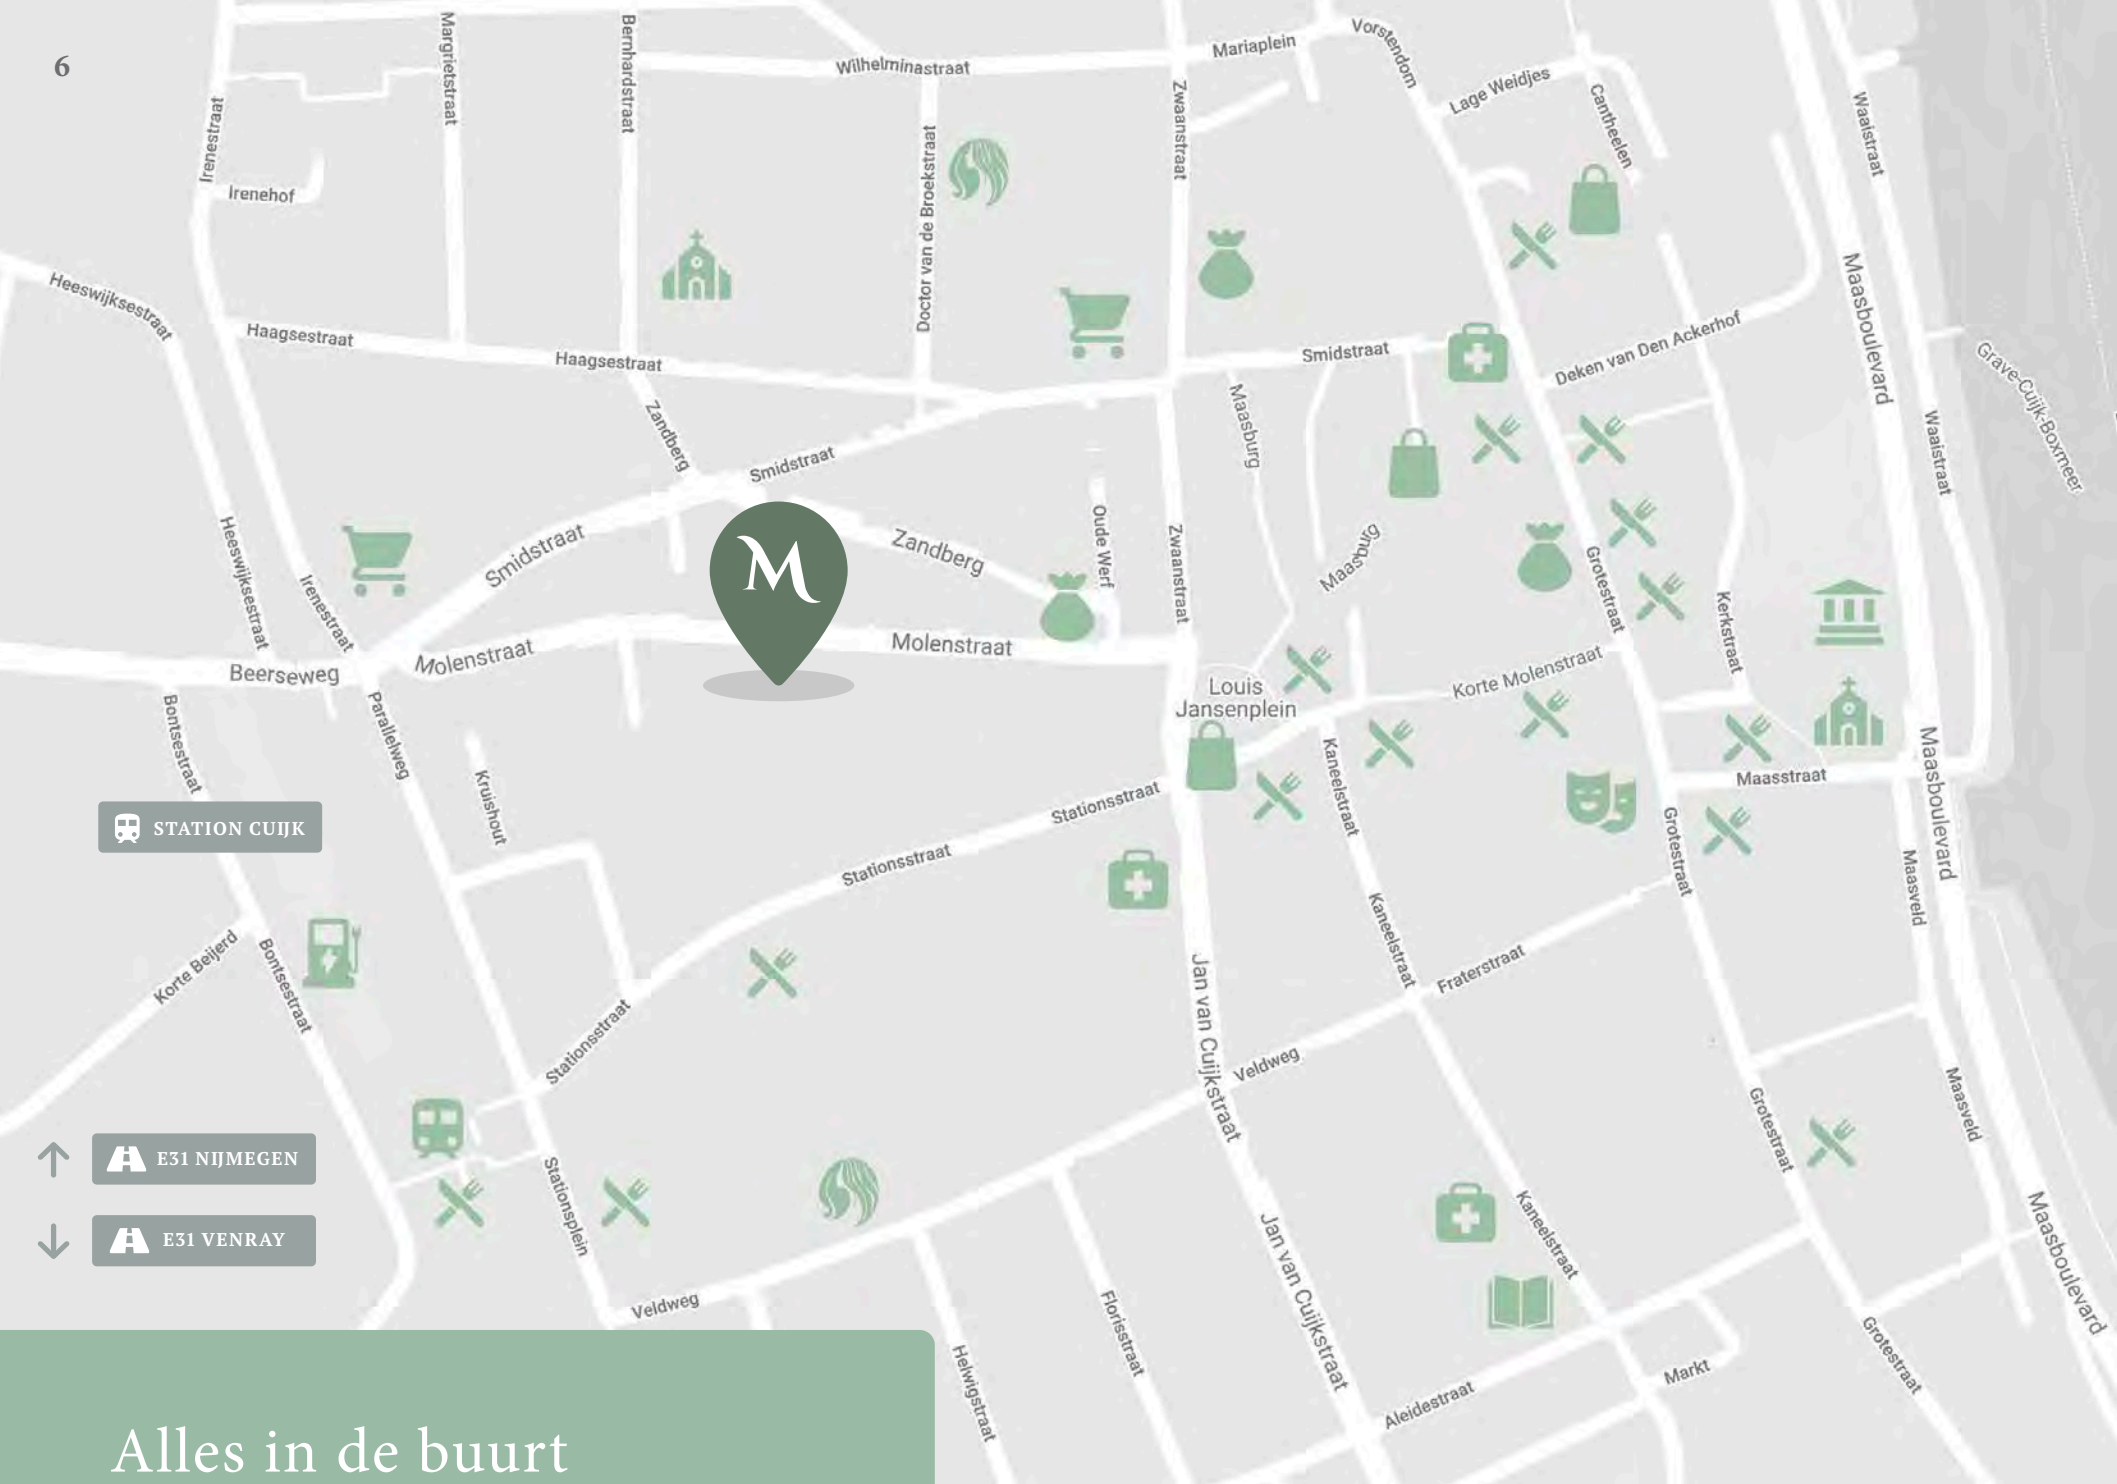 6
Margrietstraat
Bernhardstraat
Wilhelminastraat
Mariaplein
Vorstendom
Lage Weidjes
Cantheelen
Waaistraat
Irenestraat
Irenehof
Doctor van de Broekstraat
Zwaanstraat
Heeswijksestraat
Haagsestraat
Haagsestraat
Smidstraat
Deken van Den Ackerhof
Maasboulevard
Grave-Cuijk-Boxmeer
Zandberg
Smidstraat
Maasburg
Waaistraat
Heeswijksestraat
Irenestraat
Smidstraat
M
Zandberg
Oude Werf
Zwaanstraat
Maasburg
Grotestraat
Kerkstraat
Beerseweg
Molenstraat
Molenstraat
Louis
Jansenplein
Korte Molenstraat
Bontsestraat
Parallelweg
Kruishout
Stationsstraat
Kaneelstraat
Maasstraat
Maasboulevard
STATION CUIJK
Stationsstraat
Grotestraat
Maasveld
Korte Beijerd
Bontsestraat
Kaneelstraat
Fraterstraat
Jan van Cuijkstraat
Stationsstraat
Veldweg
Maasveld
Grotestraat
E31 NIJMEGEN
Stationsplein
Kaneelstraat
Maasboulevard
E31 VENRAY
Jan van Cuijkstraat
Veldweg
Florisstraat
Helwigstraat
Aleidestraat
Markt
Grotestraat
Alles in de buurt